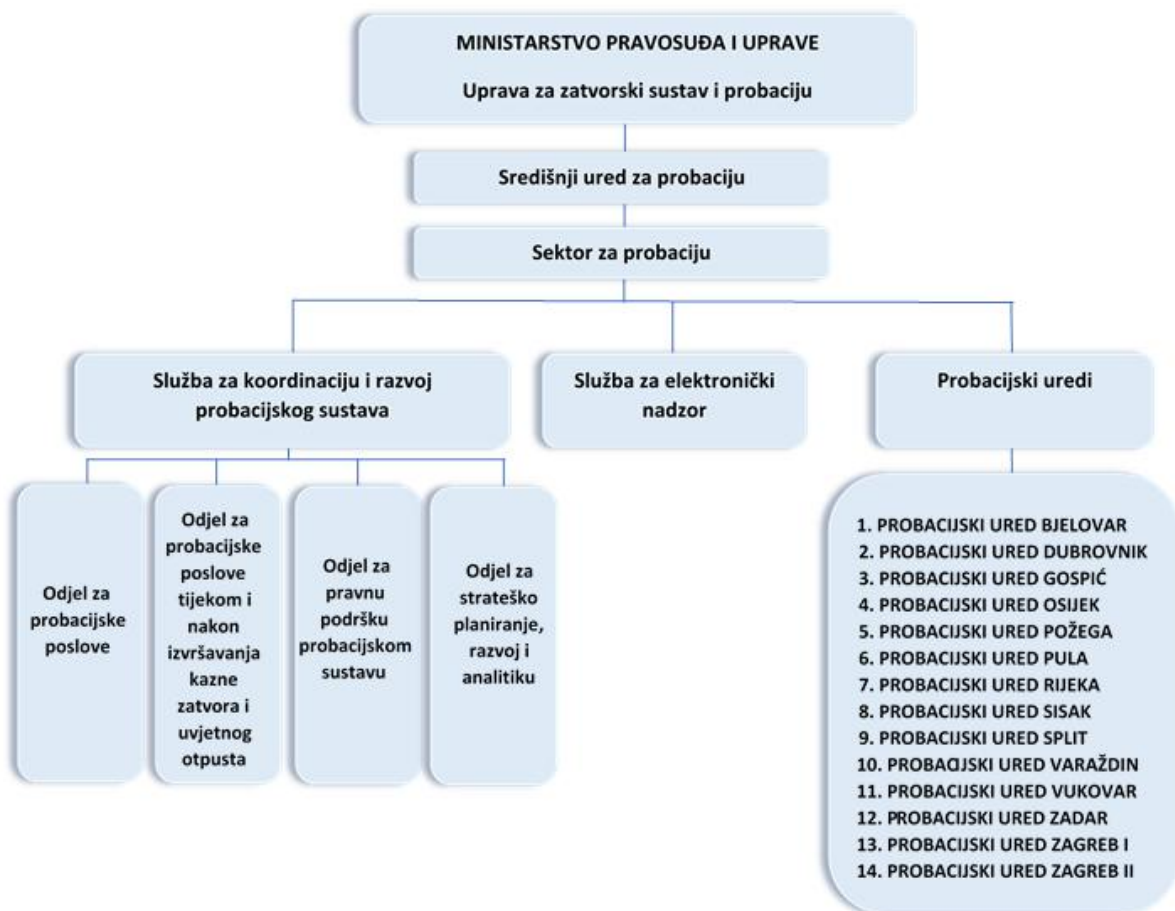 MINISTARSTVO PRAVOSUĐA I UPRAVE
Uprava za zatvorski sustav i probaciju
Središnji ured za probaciju
Sektor za probaciju
Služba za koordinaciju i razvoj
probacijskog sustava
Služba za elektronički
nadzor
Probacijski uredi
Odjel za
probacijske
poslove
Odjel za
probacijske
poslove
tijekom i
nakon
izvršavanja
kazne
zatvora i
uvjetnog
otpusta
Odjel za
pravnu
podršku
probacijskom
sustavu
Odjel za
strateško
planiranje,
razvoj i
analitiku
1. PROBACIJSKI URED BJELOVAR
2. PROBACIJSKI URED DUBROVNIK
3. PROBACIJSKI URED GOSPIĆ
4. PROBACIJSKI URED OSIJEK
5. PROBACIJSKI URED POŽEGA
6. PROBACIJSKI URED PULA
7. PROBACIJSKI URED RIJEKA
8. PROBACIJSKI URED SISAK
9. PROBACIJSKI URED SPLIT
10. PROBACIJSKI URED VARAŽDIN
11. PROBACIJSKI URED VUKOVAR
12. PROBACIJSKI URED ZADAR
13. PROBACIJSKI URED ZAGREB I
14. PROBACIJSKI URED ZAGREB II